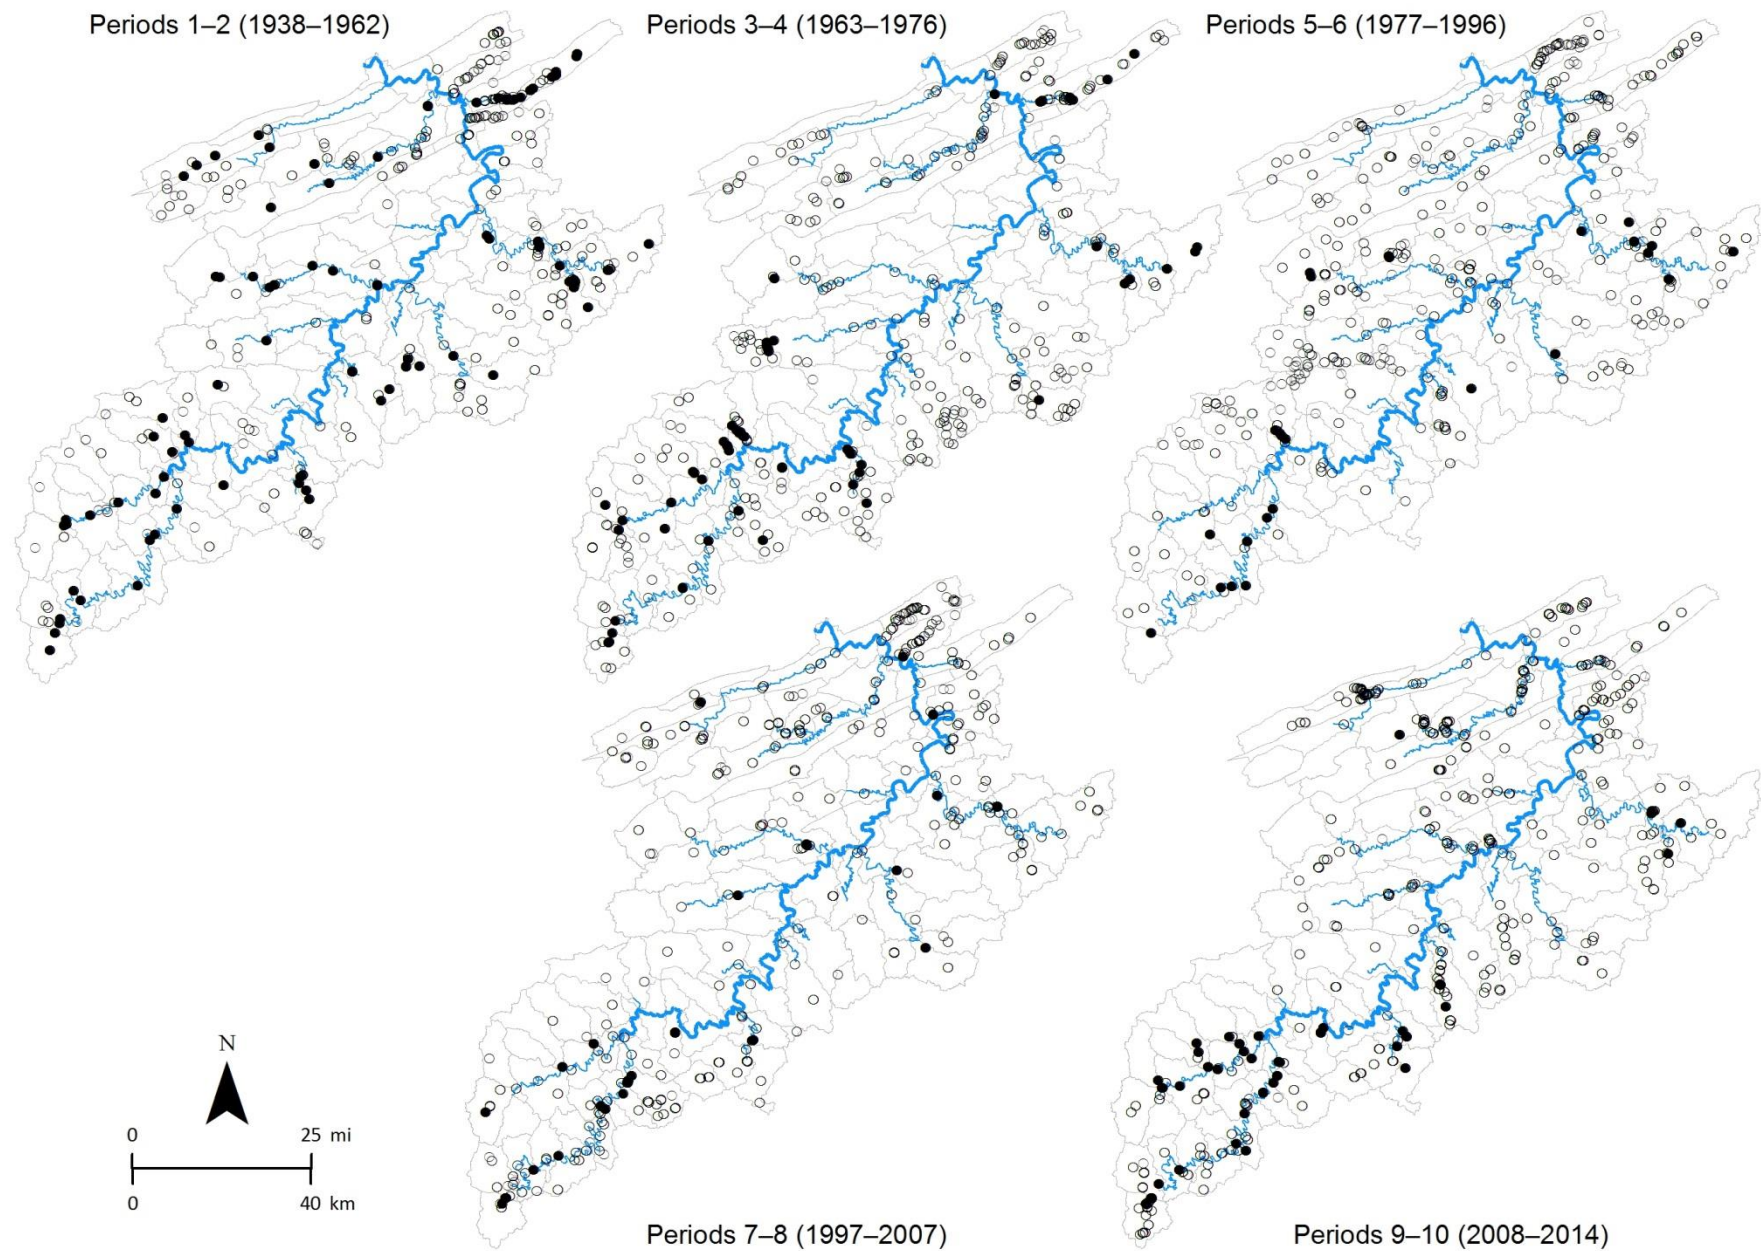 Periods 1–2 (1938–1962)
Periods 3–4 (1963–1976)
Periods 5–6 (1977–1996)
N
0 25 mi
0 40 km
Periods 7–8 (1997–2007)
Periods 9–10 (2008–2014)